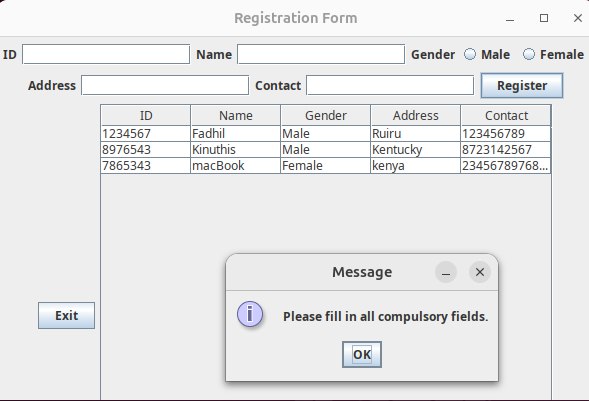 Registration Form
ID Name Gender Male Female
Address Contact Register
ID Name Gender Address Contact
1234567 Fadhil Male Ruiru 123456789
8976543 Kinuthis Male Kentucky 8723142567
7865343 macBook Female kenya 23456789768...
Message
Please fill in all compulsory fields.
Exit
OK